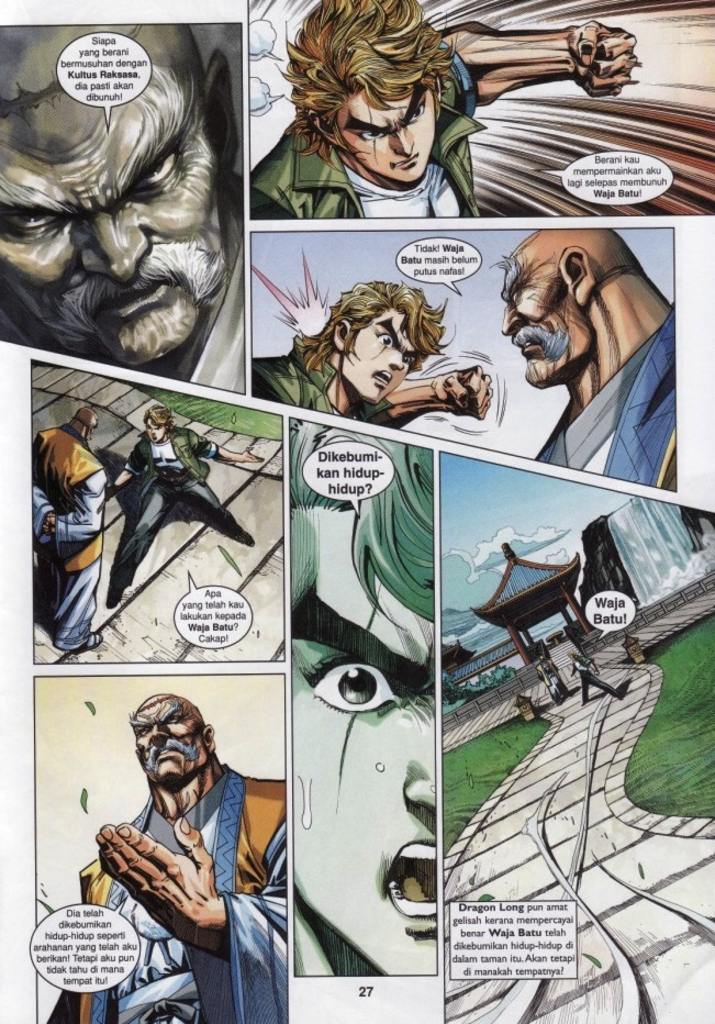 Siapa
yang berani
bermusuhan dengan
Kultus Raksasa,
dia pasti akan
dibunuh!
Berani kau
mempermainkan aku
lagi selepas membunuh
Waja Batu!
Tidak! Waja
Batu masih belum
putus nafas!
Apa
yang telah kau
lakukan kepada
Waja Batu?
Cakap!
Dikebumi-
kan hidup-
hidup?
Waja
Batu!
Dia telah
dikebumikan
hidup-hidup seperti
arahanan yang telah aku
berikan! Tetapi aku pun
tidak tahu di mana
tempat itu!
Dragon Long pun amat
gelisah kerana mempercayai
benar Waja Batu telah
dikebumikan hidup-hidup di
dalam taman itu. Akan tetapi
di manakah tempatnya?
27